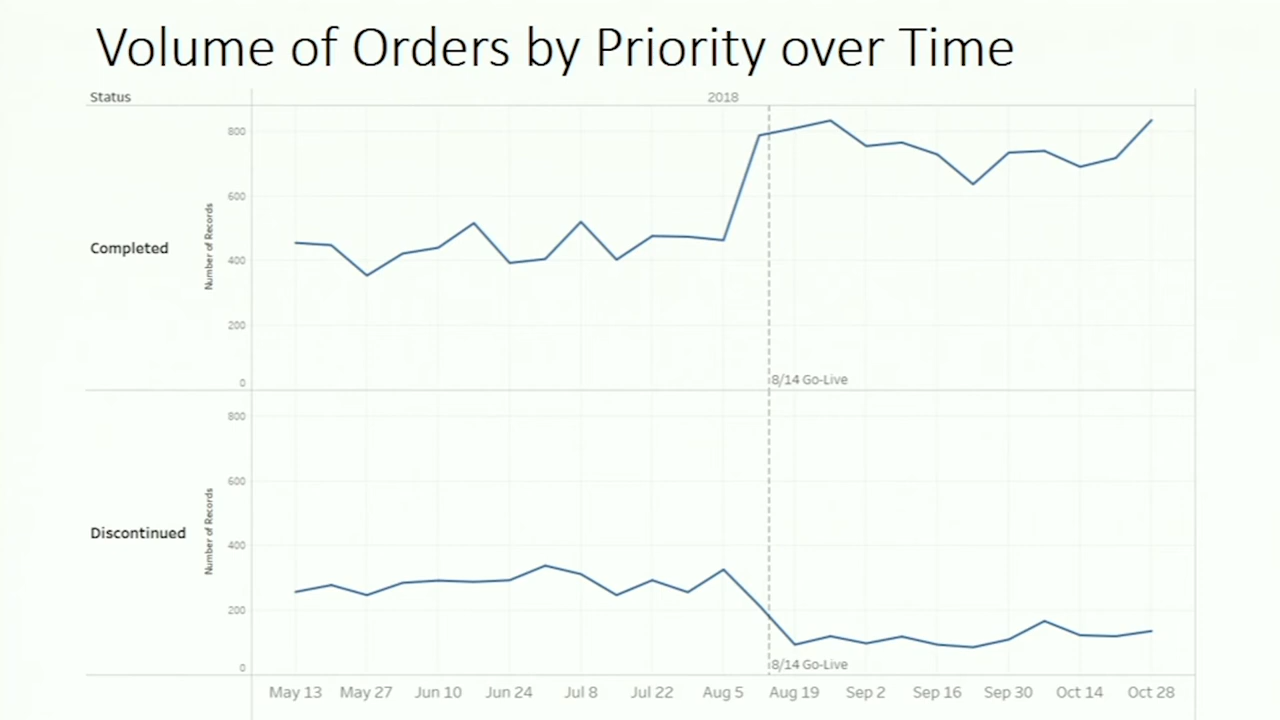 Volume of Orders by Priority over Time
Status
2018
800
600
400
200
0
Number of Records
Completed
8/14 Go-Live
800
600
400
200
0
Number of Records
Discontinued
8/14 Go-Live
May 13 May 27 Jun 10 Jun 24 Jul 8 Jul 22 Aug 5 Aug 19 Sep 2 Sep 16 Sep 30 Oct 14 Oct 28